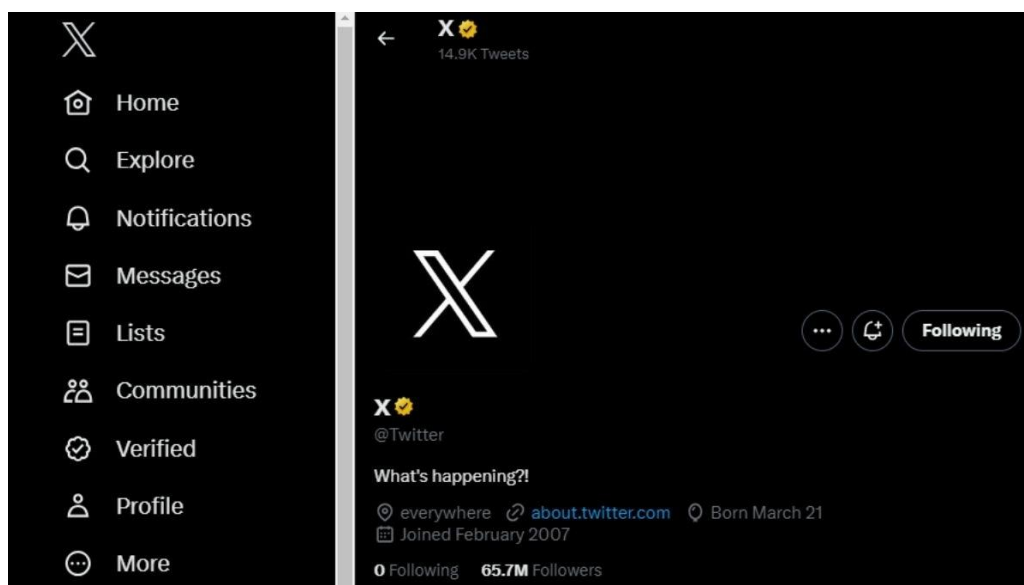 Home
Explore
Notifications
Messages
Lists
Communities
Verified
Profile
More
X
14.9K Tweets
X
Following
X
@Twitter
What's happening?!
everywhere about.twitter.com Born March 21
Joined February 2007
0 Following 65.7M Followers